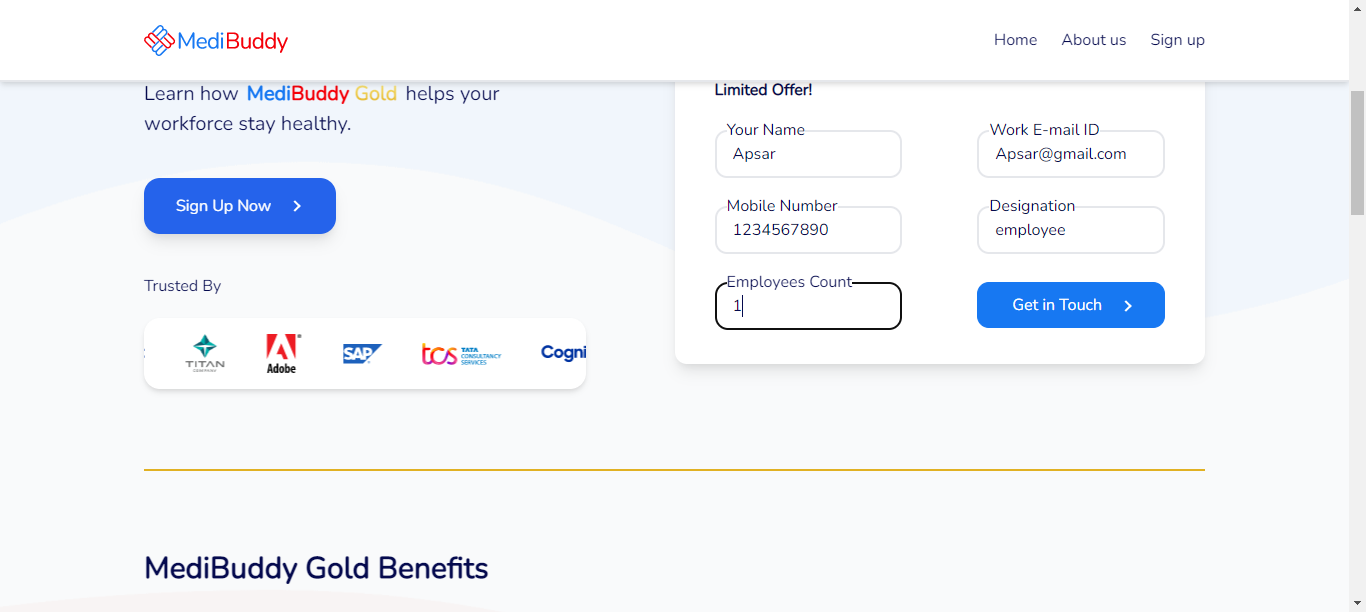 MediBuddy
Home About us Sign up
Learn how MediBuddy Gold helps your
workforce stay healthy.
Sign Up Now
Trusted By
TITAN
COMPANY
Adobe
SAP
tcs TATA
CONSULTANCY
SERVICES
Cogni
Limited Offer!
Your Name
Apsar
Work E-mail ID
Apsar@gmail.com
Mobile Number
1234567890
Designation
employee
Employees Count
1
Get in Touch
MediBuddy Gold Benefits